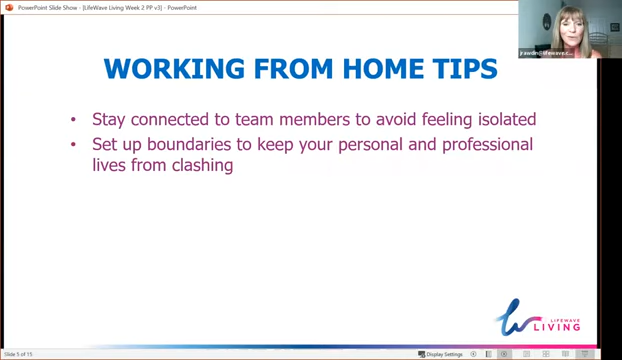 PowerPoint Slide Show - [LifeWave Living Week 2 PP v3] - PowerPoint
jrawdin@lifewave.c...
WORKING FROM HOME TIPS
• Stay connected to team members to avoid feeling isolated
• Set up boundaries to keep your personal and professional
lives from clashing
LIFEWAVE
LIVING
Slide 5 of 15
Display Settings